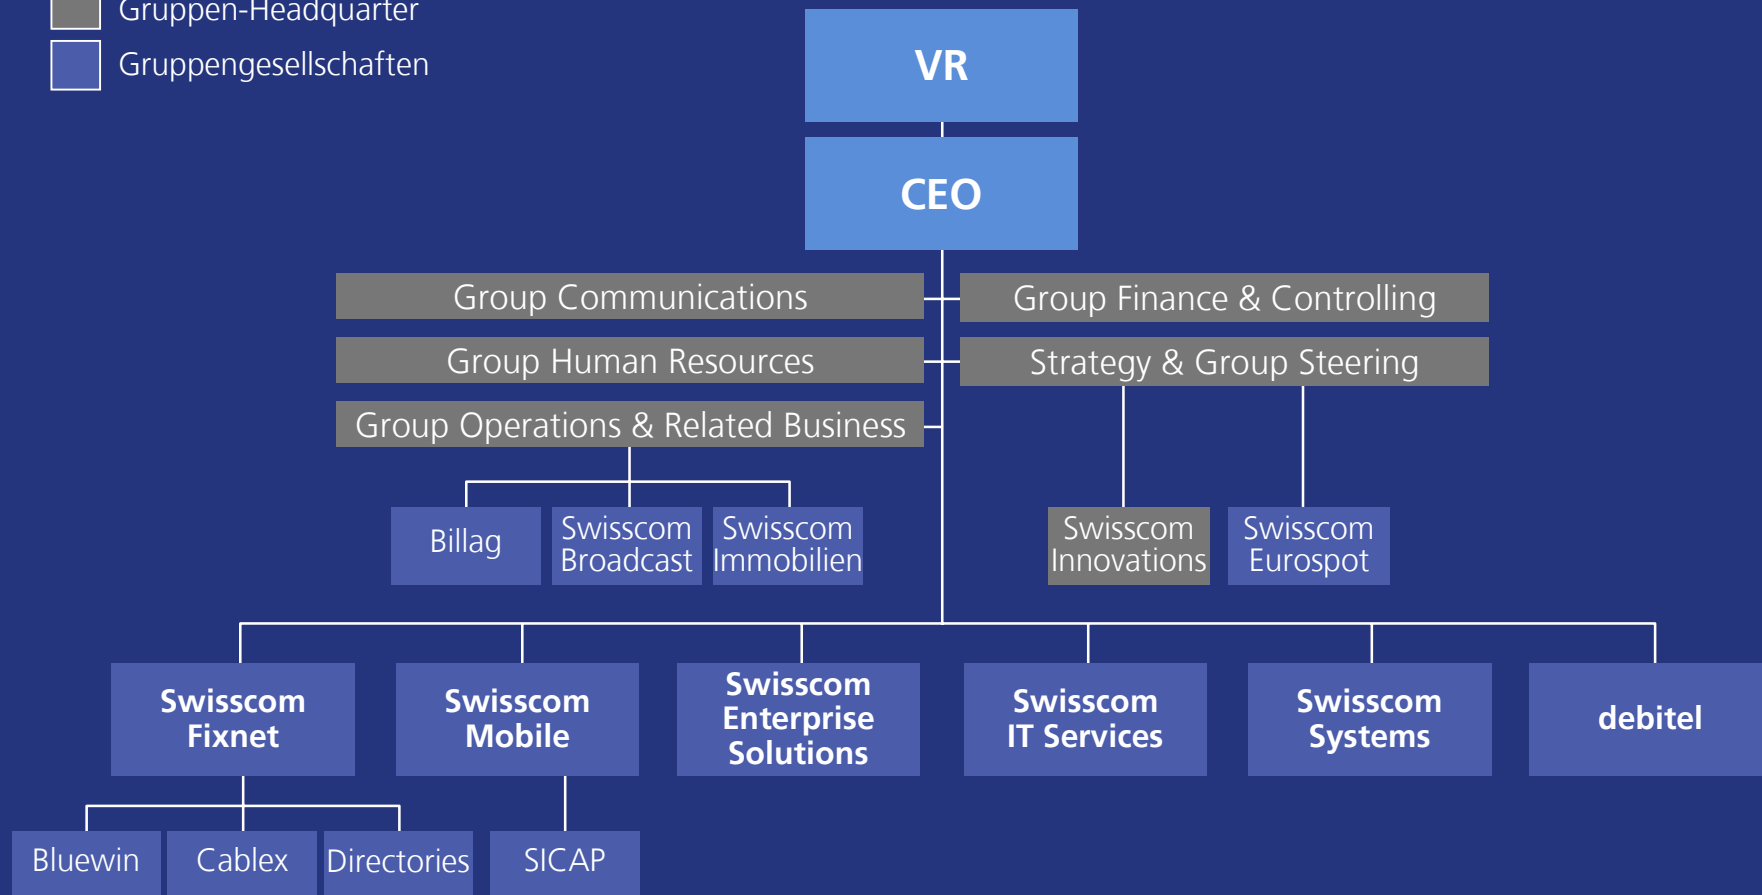 Gruppen-Headquarter
Gruppengesellschaften
VR
CEO
Group Communications
Group Finance & Controlling
Group Human Resources
Strategy & Group Steering
Group Operations & Related Business
Billag
Swisscom
Broadcast
Swisscom
Immobilien
Swisscom
Innovations
Swisscom
Eurospot
Swisscom
Fixnet
Swisscom
Mobile
Swisscom
Enterprise
Solutions
Swisscom
IT Services
Swisscom
Systems
debitel
Bluewin
Cablex
Directories
SICAP